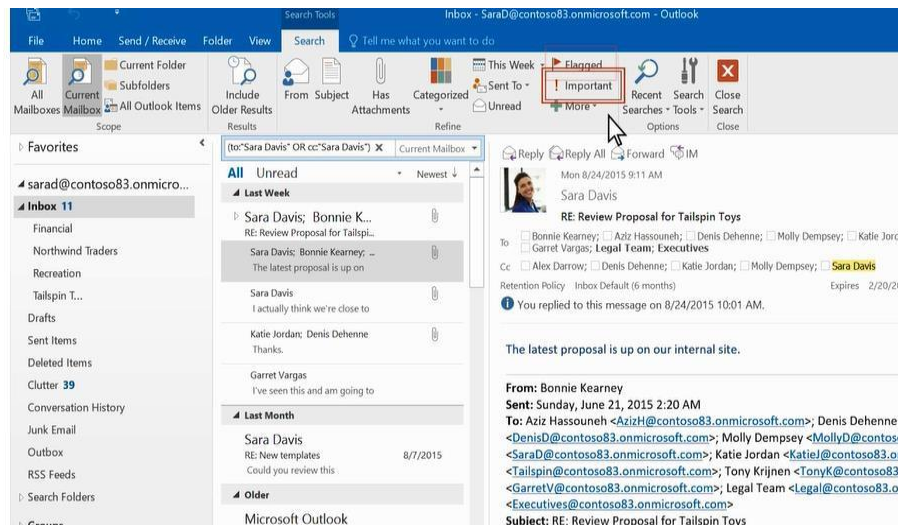 Search Tools
Inbox - SaraD@contoso83.onmicrosoft.com - Outlook
File Home Send / Receive Folder View Search Tell me what you want to do
All Mailboxes
Current Mailbox
Current Folder
Subfolders
All Outlook Items
Scope
Include Older Results
Results
From
Subject
Has Attachments
Categorized
This Week
Sent To
Unread
Flagged
! Important
More
Refine
Recent Searches
Search Tools
Options
Close Search
Close
Favorites
sarad@contoso83.onmicro...
Inbox 11
Financial
Northwind Traders
Recreation
Tailspin T...
Drafts
Sent Items
Deleted Items
Clutter 39
Conversation History
Junk Email
Outbox
RSS Feeds
Search Folders
(to:"Sara Davis" OR cc:"Sara Davis") X Current Mailbox
All Unread Newest ↓
Last Week
Sara Davis; Bonnie K...
RE: Review Proposal for Tailspi...
Sara Davis; Bonnie Kearney; ...
The latest proposal is up on
Sara Davis
I actually think we're close to
Katie Jordan; Denis Dehenne
Thanks.
Garret Vargas
I've seen this and am going to
Last Month
Sara Davis
RE: New templates 8/7/2015
Could you review this
Older
Microsoft Outlook
Reply Reply All Forward IM
Mon 8/24/2015 9:11 AM
Sara Davis
RE: Review Proposal for Tailspin Toys
To Bonnie Kearney; Aziz Hassouneh; Denis Dehenne; Molly Dempsey; Katie Jord
Garret Vargas; Legal Team; Executives
Cc Alex Darrow; Denis Dehenne; Katie Jordan; Molly Dempsey; Sara Davis
Retention Policy Inbox Default (6 months) Expires 2/20/20
You replied to this message on 8/24/2015 10:01 AM.
The latest proposal is up on our internal site.
From: Bonnie Kearney
Sent: Sunday, June 21, 2015 2:20 AM
To: Aziz Hassouneh <AzizH@contoso83.onmicrosoft.com>; Denis Dehenne
<DenisD@contoso83.onmicrosoft.com>; Molly Dempsey <MollyD@contos
<SaraD@contoso83.onmicrosoft.com>; Katie Jordan <KatieJ@contoso83.o
<Tailspin@contoso83.onmicrosoft.com>; Tony Krijnen <TonyK@contoso83
<GarretV@contoso83.onmicrosoft.com>; Legal Team <Legal@contoso83.o
<Executives@contoso83.onmicrosoft.com>
Subject: RE: Review Proposal for Tailspin Toys